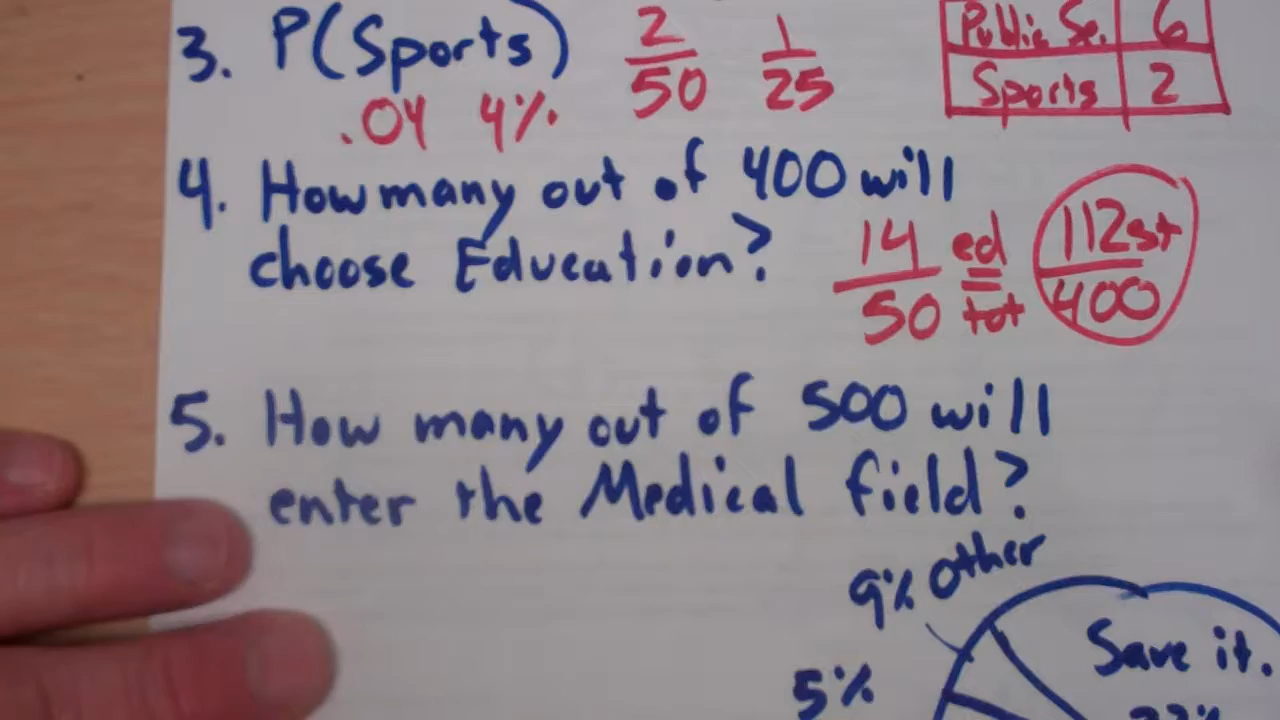 3. P(Sports) 2/50 1/25
.04 4%
Public Se. 6
Sports 2
4. How many out of 400 will
choose Education?
14/50 ed/tot = 112st/400
5. How many out of 500 will
enter the Medical field?
9% Other
Save it.
5%